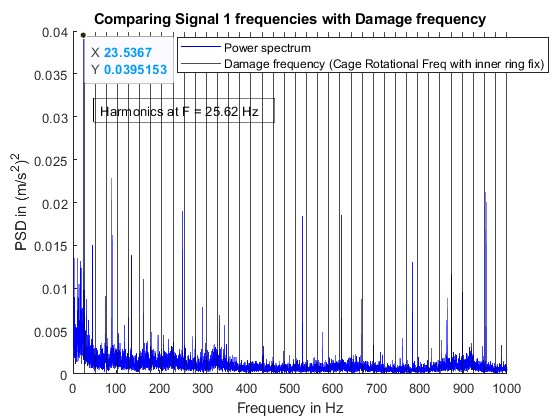 Comparing Signal 1 frequencies with Damage frequency
0.04
X 23.5367
Y 0.0395153
Power spectrum
Damage frequency (Cage Rotational Freq with inner ring fix)
0.035
Harmonics at F = 25.62 Hz
0.03
0.025
0.02
0.015
0.01
0.005
0
PSD in (m/s²)²
0 100 200 300 400 500 600 700 800 900 1000
Frequency in Hz